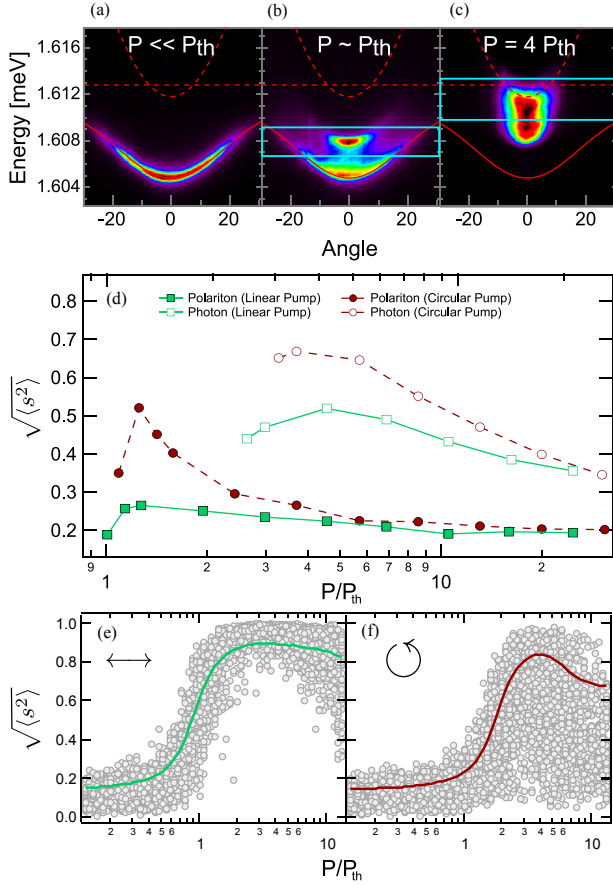 (a) (b) (c)
P << Pth P ~ Pth P = 4 Pth
Energy [meV]
1.616
1.612
1.608
1.604
-20 0 20 -20 0 20 -20 0 20
Angle
(d)
Polariton (Linear Pump) Polariton (Circular Pump)
Photon (Linear Pump) Photon (Circular Pump)
√⟨s²⟩
0.8
0.7
0.6
0.5
0.4
0.3
0.2
9 1 2 3 4 5 6 7 8 9 10 2
P/Pth
(e) (f)
√⟨s²⟩
1.0
0.8
0.6
0.4
0.2
0.0
2 3 4 5 6 1 2 3 4 5 6 10 2 3 4 5 6 1 2 3 4 5 6 10
P/Pth